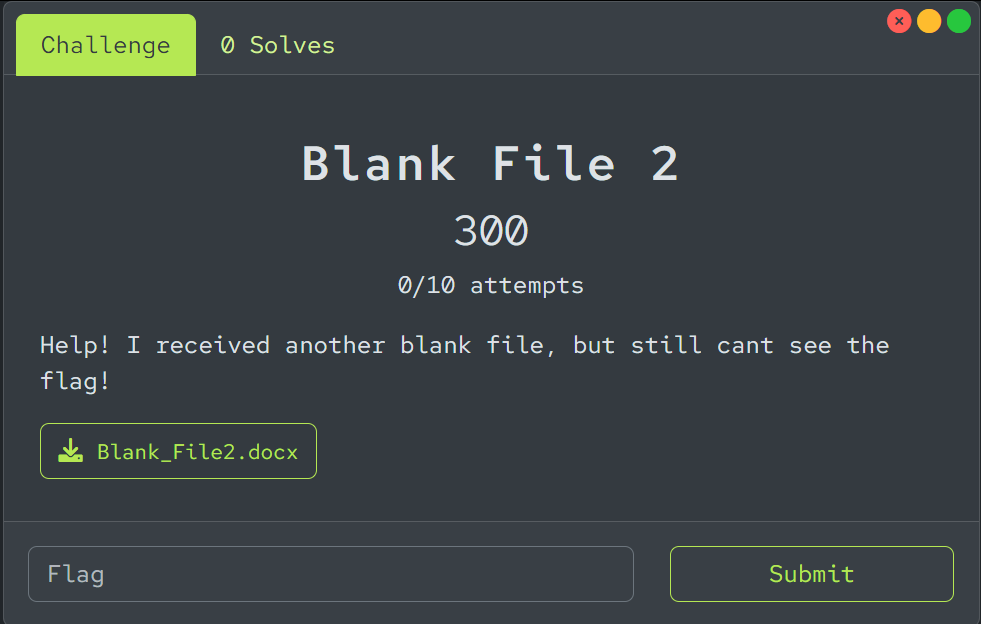 Challenge
0 Solves
Blank File 2
300
0/10 attempts
Help! I received another blank file, but still cant see the
flag!
Blank_File2.docx
Flag
Submit